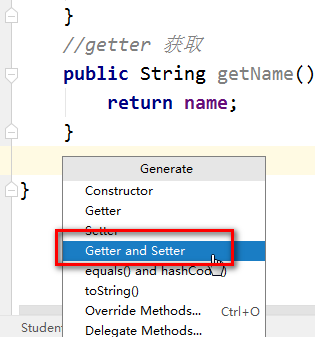 }
//getter 获取
public String getName()
return name;
}
}
Generate
Constructor
Getter
Setter
Getter and Setter
equals() and hashCode()
toString()
Override Methods... Ctrl+O
Delegate Methods...
Student